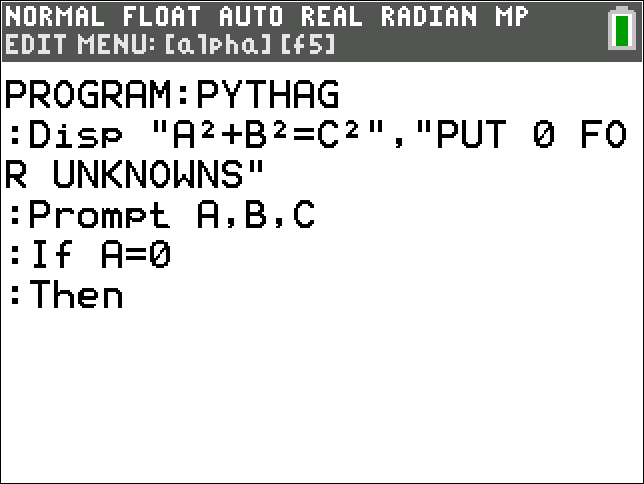 NORMAL FLOAT AUTO REAL RADIAN MP
EDIT MENU: [alpha] [f5]
PROGRAM:PYTHAG
:Disp "A²+B²=C²","PUT 0 FO
R UNKNOWNS"
:Prompt A,B,C
:If A=0
:Then